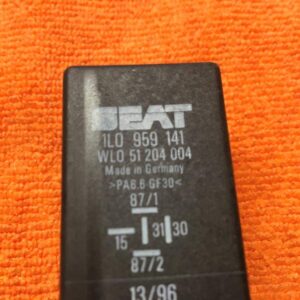 SEAT
1L0 959 141
WL0 51 204 004
Made in Germany
>PA6.6 GF30<
87/1
15 31 30
87/2
13/96